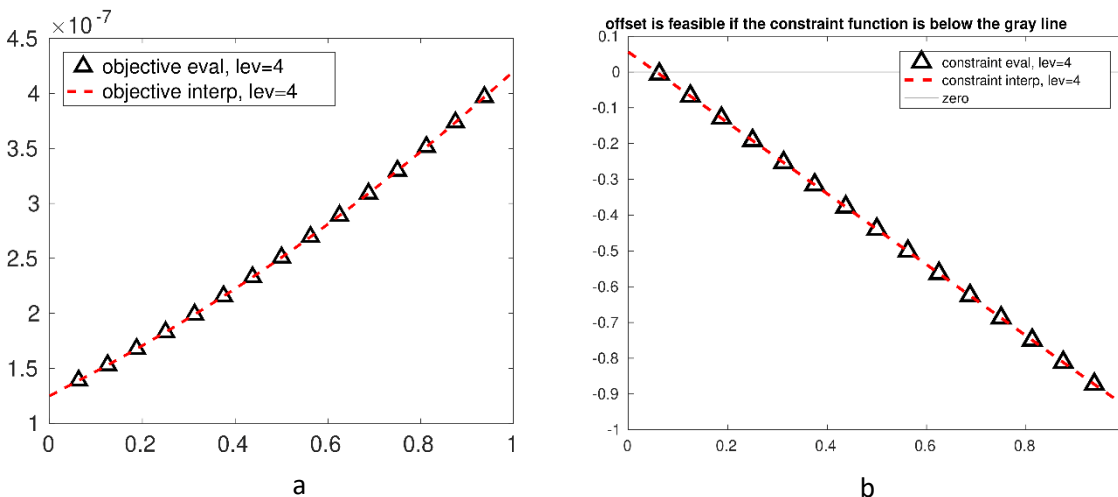 ×10⁻⁷
4.5
4
3.5
3
2.5
2
1.5
1
0 0.2 0.4 0.6 0.8 1
objective eval, lev=4
objective interp, lev=4
a
offset is feasible if the constraint function is below the gray line
0.1
0
-0.1
-0.2
-0.3
-0.4
-0.5
-0.6
-0.7
-0.8
-0.9
-1
0 0.2 0.4 0.6 0.8
constraint eval, lev=4
constraint interp, lev=4
zero
b